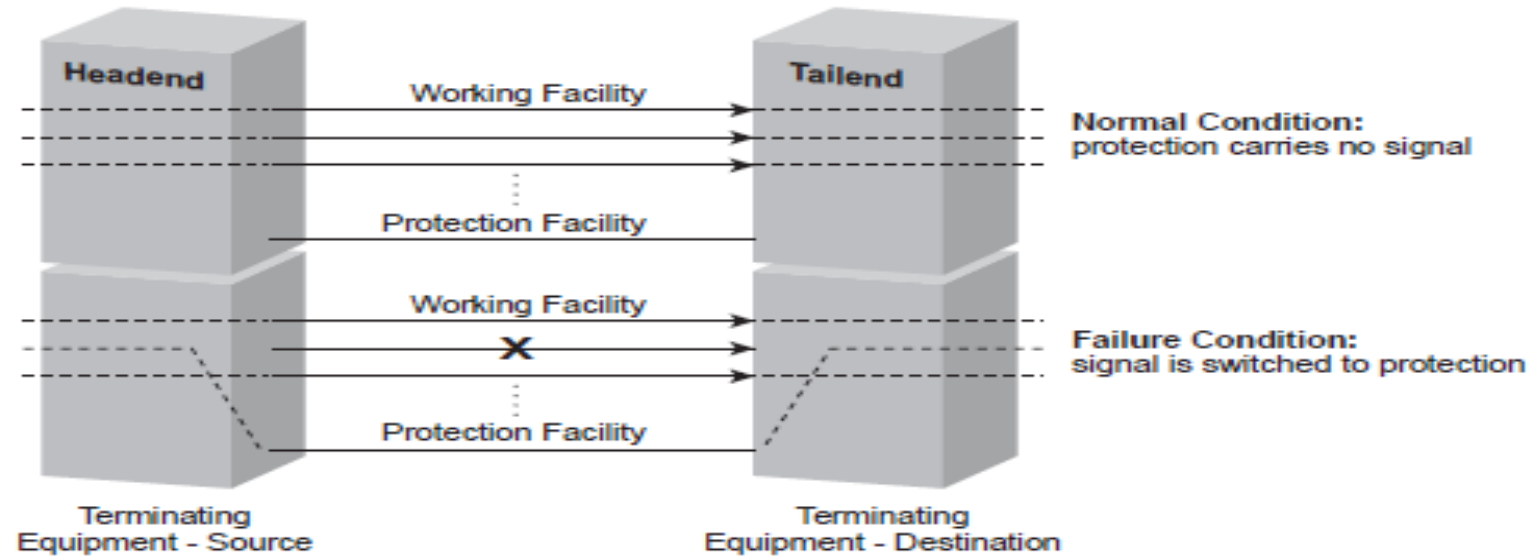 Headend
Tailend
Working Facility
Normal Condition:
protection carries no signal
Protection Facility
Working Facility
Failure Condition:
X
signal is switched to protection
Protection Facility
Terminating
Equipment - Source
Terminating
Equipment - Destination